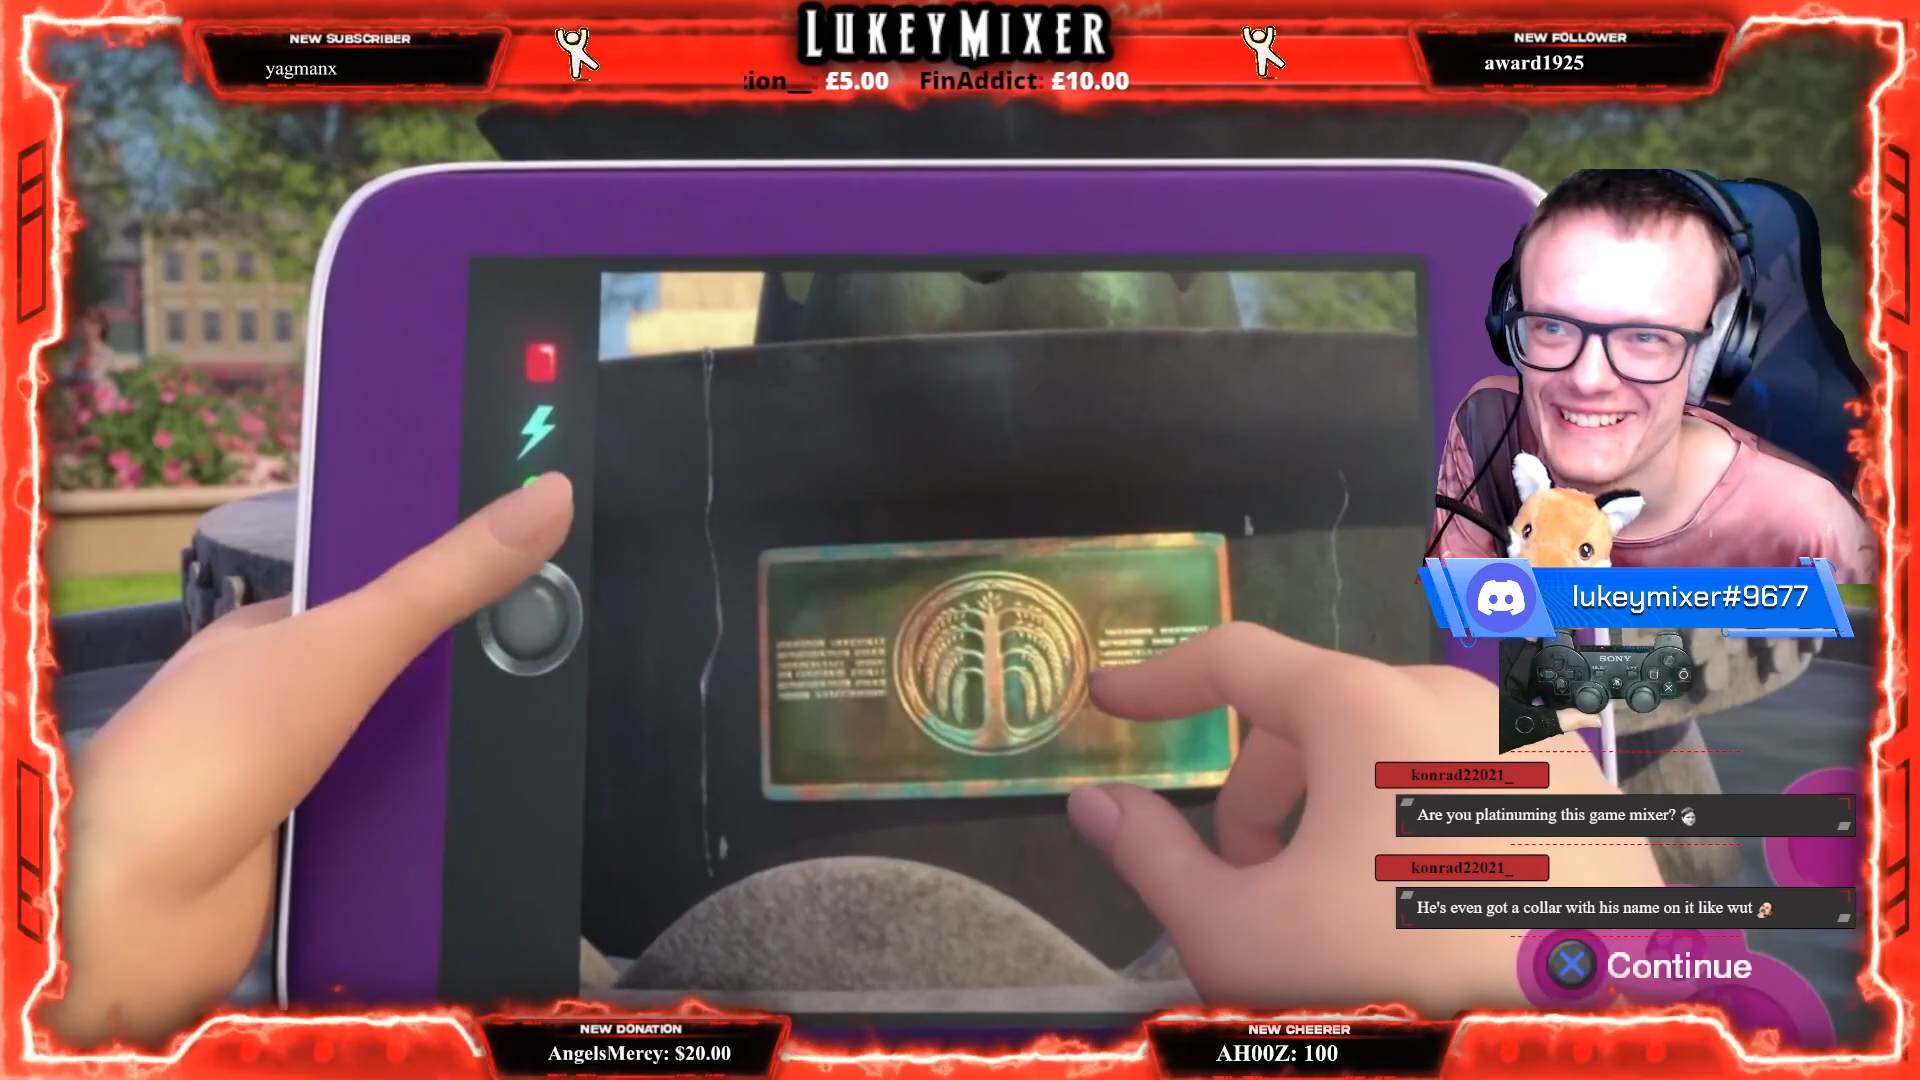 LUKEYMIXER
NEW SUBSCRIBER
yagmanx
ion__: £5.00 FinAddict: £10.00
NEW FOLLOWER
award1925
lukeymixer#9677
SONY
konrad22021_
Are you platinuming this game mixer?
konrad22021_
He's even got a collar with his name on it like wut
Continue
NEW DONATION
AngelsMercy: $20.00
NEW CHEERER
AH00Z: 100